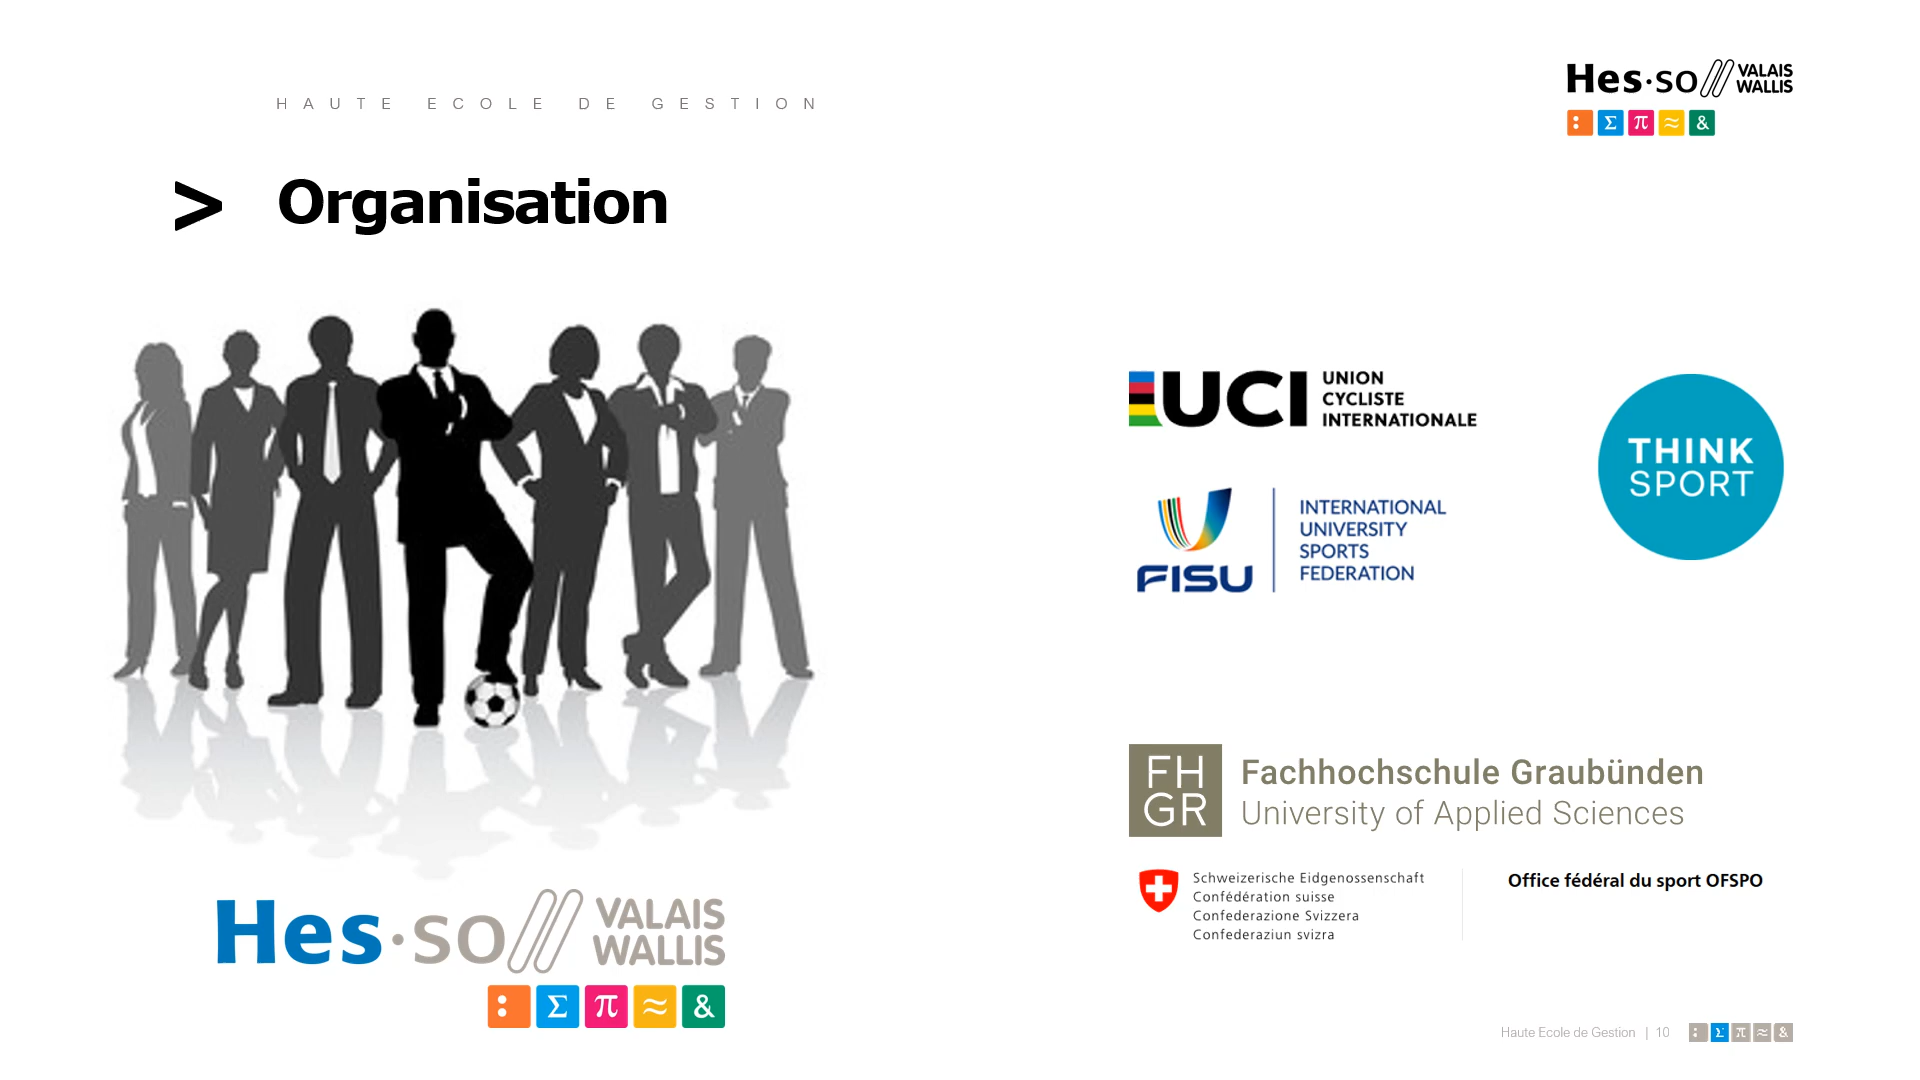 HAUTE ECOLE DE GESTION
Hes·so VALAIS
WALLIS
: Σ π ≈ &
> Organisation
UCI UNION
CYCLISTE
INTERNATIONALE
THINK
SPORT
FISU
INTERNATIONAL
UNIVERSITY
SPORTS
FEDERATION
FH
GR
Fachhochschule Graubünden
University of Applied Sciences
Schweizerische Eidgenossenschaft
Confédération suisse
Confederazione Svizzera
Confederaziun svizra
Office fédéral du sport OFSPO
Hes·so VALAIS
WALLIS
: Σ π ≈ &
Haute Ecole de Gestion | 10
: Σ π ≈ &